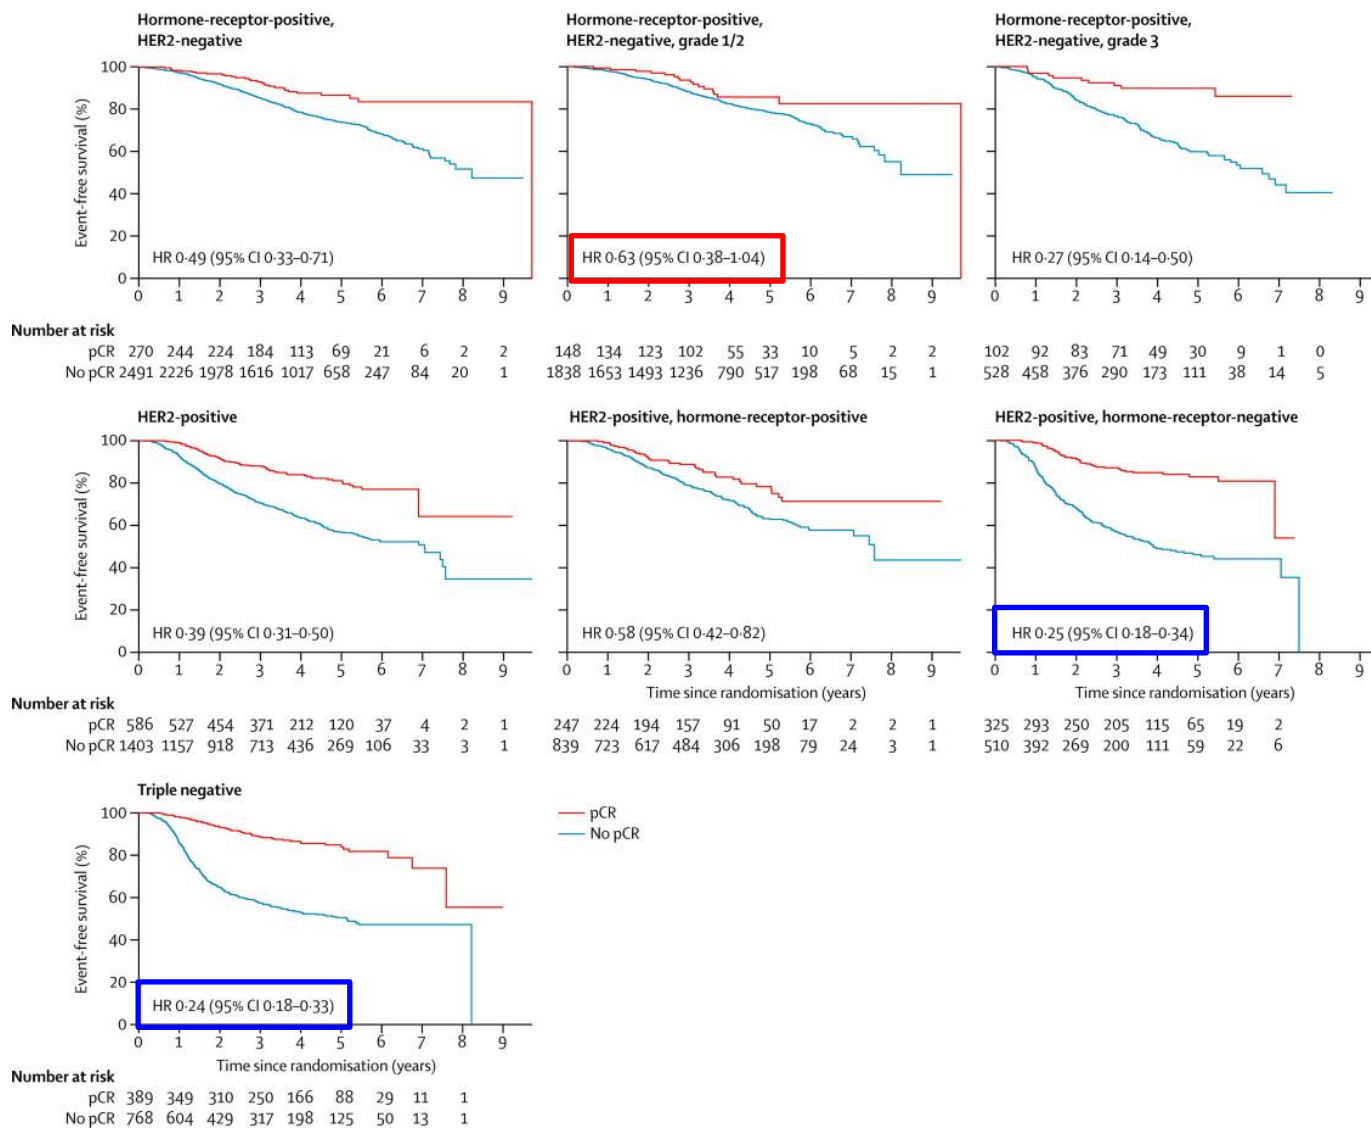 Hormone-receptor-positive,
HER2-negative
Event-free survival (%)
100
80
60
40
20
0
HR 0·49 (95% CI 0·33–0·71)
0 1 2 3 4 5 6 7 8 9
Number at risk
pCR 270 244 224 184 113 69 21 6 2 2
No pCR 2491 2226 1978 1616 1017 658 247 84 20 1
Hormone-receptor-positive,
HER2-negative, grade 1/2
HR 0·63 (95% CI 0·38–1·04)
0 1 2 3 4 5 6 7 8 9
148 134 123 102 55 33 10 5 2 2
1838 1653 1493 1236 790 517 198 68 15 1
Hormone-receptor-positive,
HER2-negative, grade 3
HR 0·27 (95% CI 0·14–0·50)
0 1 2 3 4 5 6 7 8 9
102 92 83 71 49 30 9 1 0
528 458 376 290 173 111 38 14 5
HER2-positive
Event-free survival (%)
100
80
60
40
20
0
HR 0·39 (95% CI 0·31–0·50)
0 1 2 3 4 5 6 7 8 9
Number at risk
pCR 586 527 454 371 212 120 37 4 2 1
No pCR 1403 1157 918 713 436 269 106 33 3 1
HER2-positive, hormone-receptor-positive
HR 0·58 (95% CI 0·42–0·82)
0 1 2 3 4 5 6 7 8 9
Time since randomisation (years)
247 224 194 157 91 50 17 2 2 1
839 723 617 484 306 198 79 24 3 1
HER2-positive, hormone-receptor-negative
HR 0·25 (95% CI 0·18–0·34)
0 1 2 3 4 5 6 7 8 9
Time since randomisation (years)
325 293 250 205 115 65 19 2
510 392 269 200 111 59 22 6
Triple negative
Event-free survival (%)
100
80
60
40
20
0
HR 0·24 (95% CI 0·18–0·33)
0 1 2 3 4 5 6 7 8 9
Time since randomisation (years)
Number at risk
pCR 389 349 310 250 166 88 29 11 1
No pCR 768 604 429 317 198 125 50 13 1
pCR
No pCR